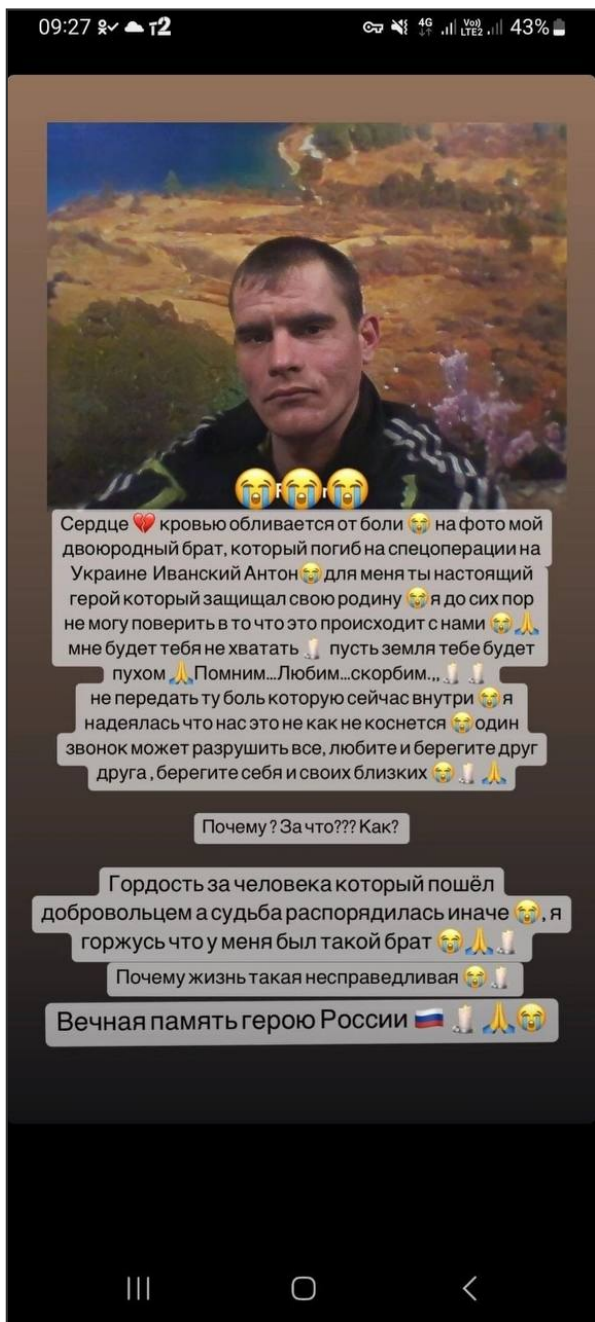 09:27 т2 4G Vo)) LTE2 43%
Сердце 💔 кровью обливается от боли 😭 на фото мой
двоюродный брат, который погиб на спецоперации на
Украине Иванский Антон😭для меня ты настоящий
герой который защищал свою родину 😭я до сих пор
не могу поверить в то что это происходит с нами 😭🙏
мне будет тебя не хватать 🕯 пусть земля тебе будет
пухом 🙏Помним...Любим...скорбим.,,🕯🕯
не передать ту боль которую сейчас внутри 😭я
надеялась что нас это не как не коснется 😭один
звонок может разрушить все, любите и берегите друг
друга , берегите себя и своих близких 😭🕯🙏
Почему ? За что??? Как?
Гордость за человека который пошёл
добровольцем а судьба распорядилась иначе 😭, я
горжусь что у меня был такой брат 😭🙏🕯
Почему жизнь такая несправедливая 😭🕯
Вечная память герою России 🇷🇺 🕯🙏😭